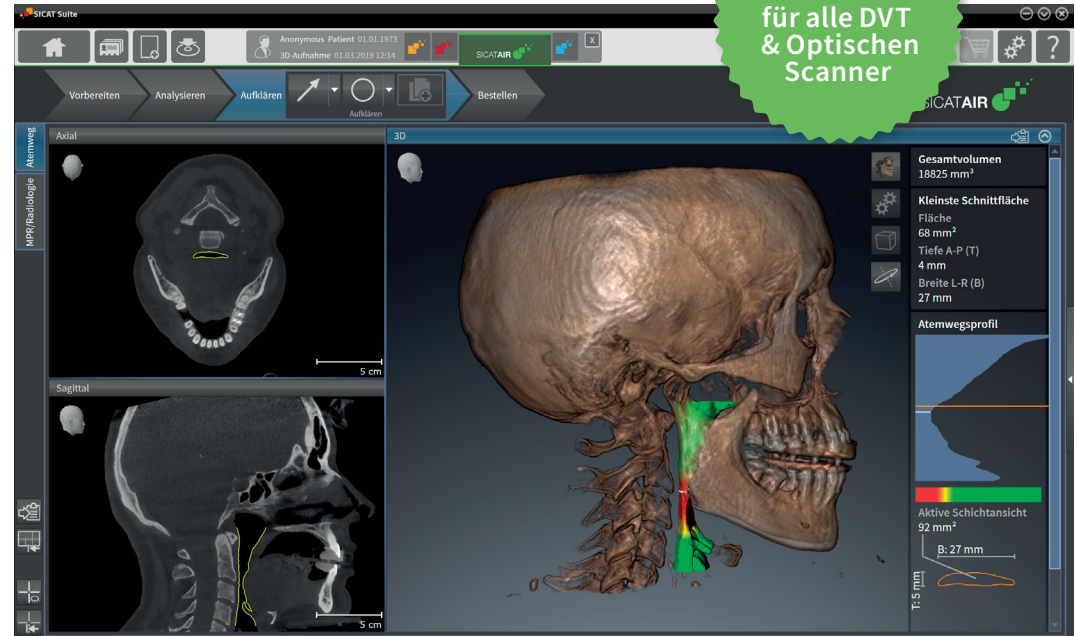 SICAT Suite
für alle DVT
& Optischen
Scanner
Anonymous Patient 01.01.1973
3D-Aufnahme 01.03.2019 12:14
SICATAIR
X
?
Vorbereiten
Analysieren
Aufklären
Aufklären
Bestellen
SICATAIR
Atemweg
MPR/Radiologie
Axial
5 cm
Sagittal
5 cm
3D
Gesamtvolumen
18825 mm³
Kleinste Schnittfläche
Fläche
68 mm²
Tiefe A-P (T)
4 mm
Breite L-R (B)
27 mm
Atemwegsprofil
Aktive Schichtansicht
92 mm²
B: 27 mm
T: 5 mm